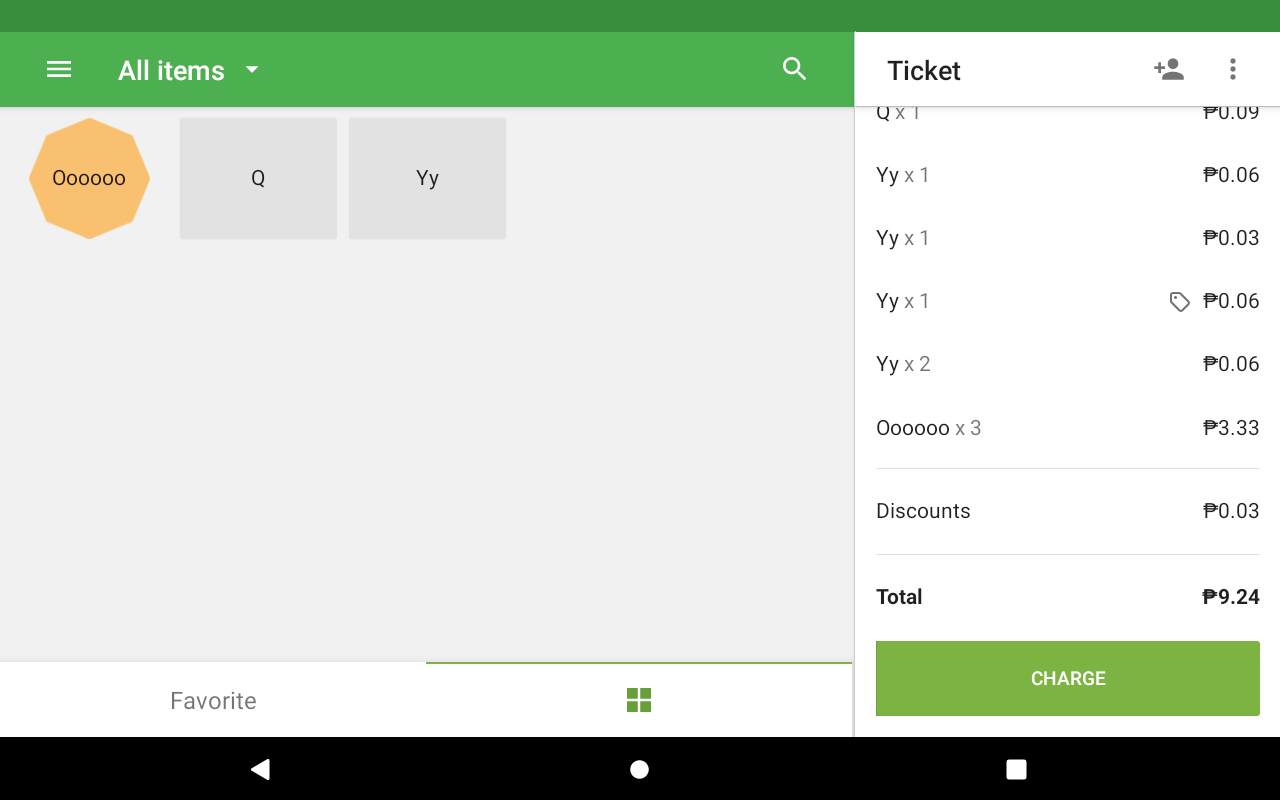 All items
Ticket
Oooooo
Q
Yy
Q x 1 ₱0.09
Yy x 1 ₱0.06
Yy x 1 ₱0.03
Yy x 1 ₱0.06
Yy x 2 ₱0.06
Oooooo x 3 ₱3.33
Discounts ₱0.03
Total ₱9.24
CHARGE
Favorite